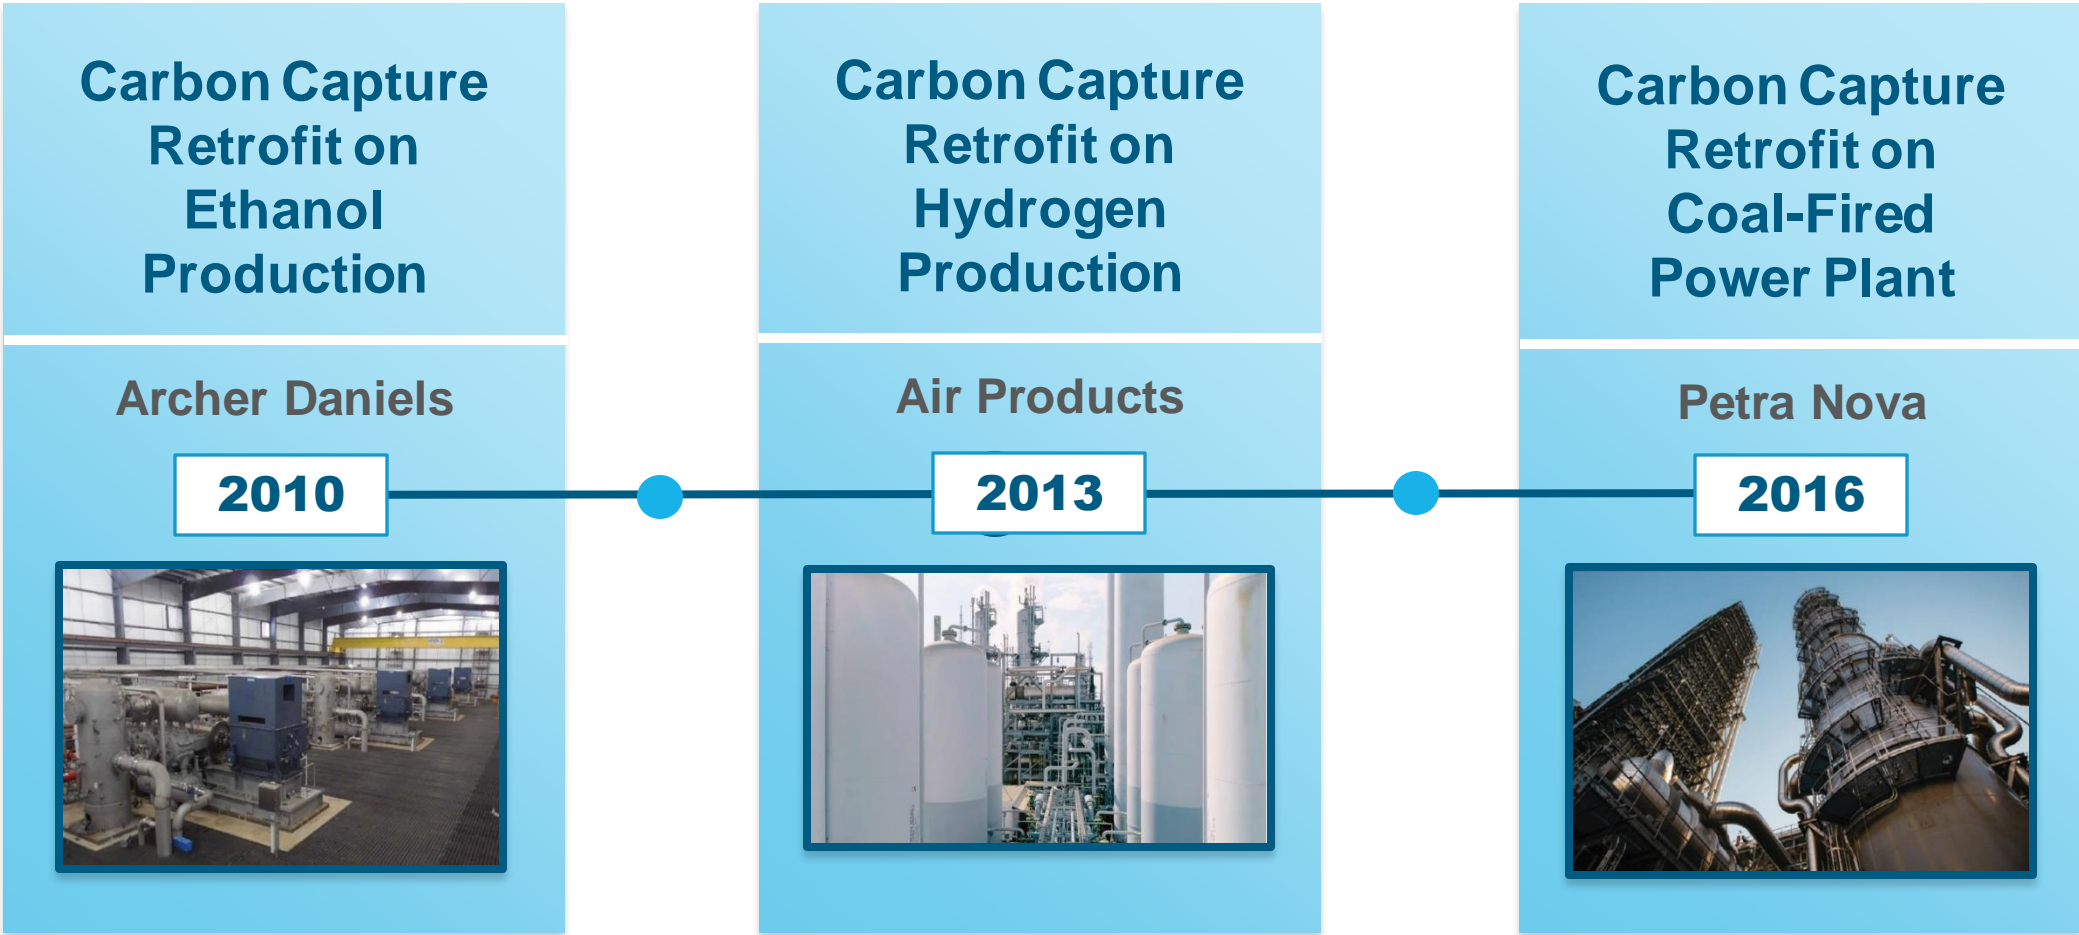 Carbon Capture
Retrofit on
Ethanol
Production
Archer Daniels
2010
Carbon Capture
Retrofit on
Hydrogen
Production
Air Products
2013
Carbon Capture
Retrofit on
Coal-Fired
Power Plant
Petra Nova
2016